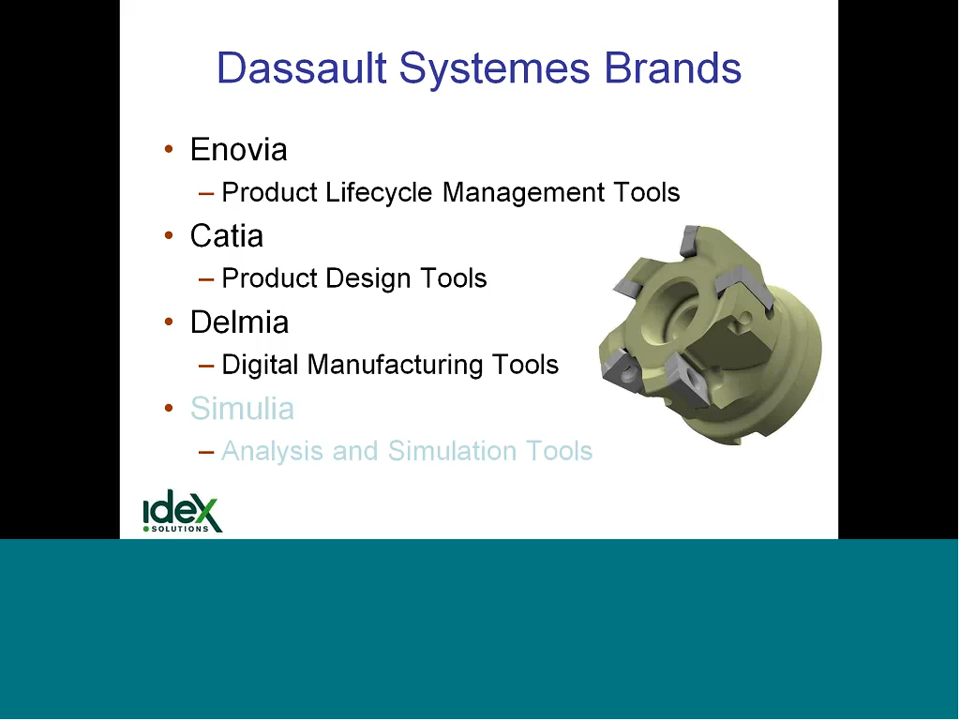 Dassault Systemes Brands
• Enovia
– Product Lifecycle Management Tools
• Catia
– Product Design Tools
• Delmia
– Digital Manufacturing Tools
• Simulia
– Analysis and Simulation Tools
idex
SOLUTIONS